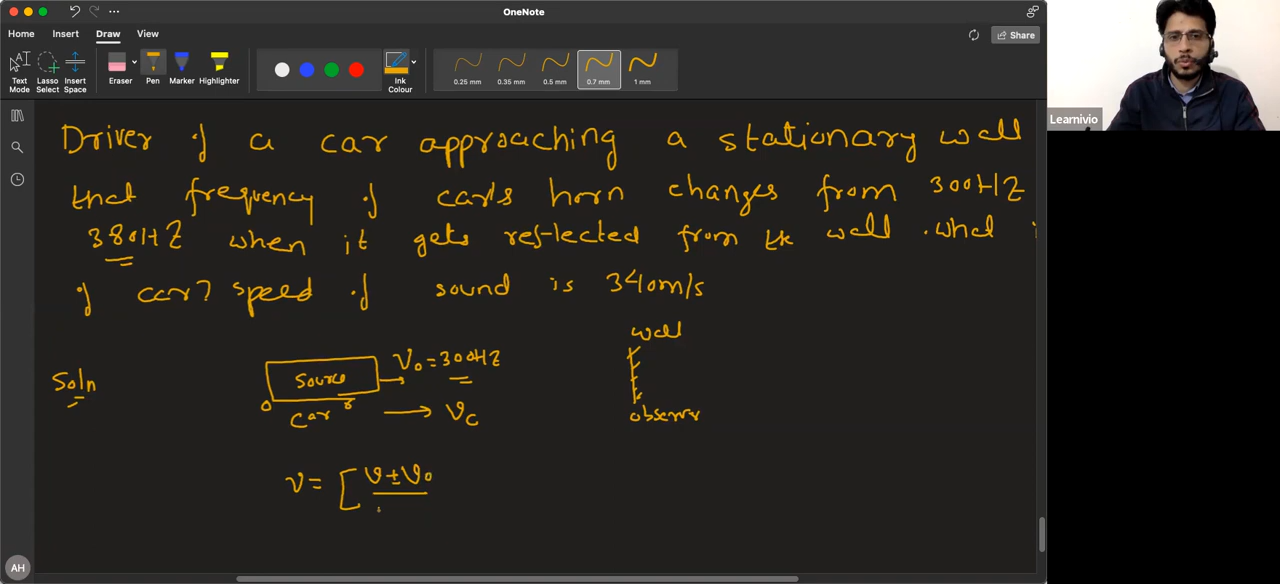 OneNote
Home Insert Draw View
Share
Text Mode
Lasso Select
Insert Space
Eraser
Pen
Marker
Highlighter
Ink Colour
0.25 mm
0.35 mm
0.5 mm
0.7 mm
1 mm
Learnivio
Driver of a car approaching a stationary wall
that frequency of car's horn changes from 300HZ
380HZ when it gets reflected from the wall . what
of car? speed of sound is 340m/s
wall
Soln
Source
ν₀ = 300HZ
car
→ V_C
observer
ν = [ V ± V₀
AH